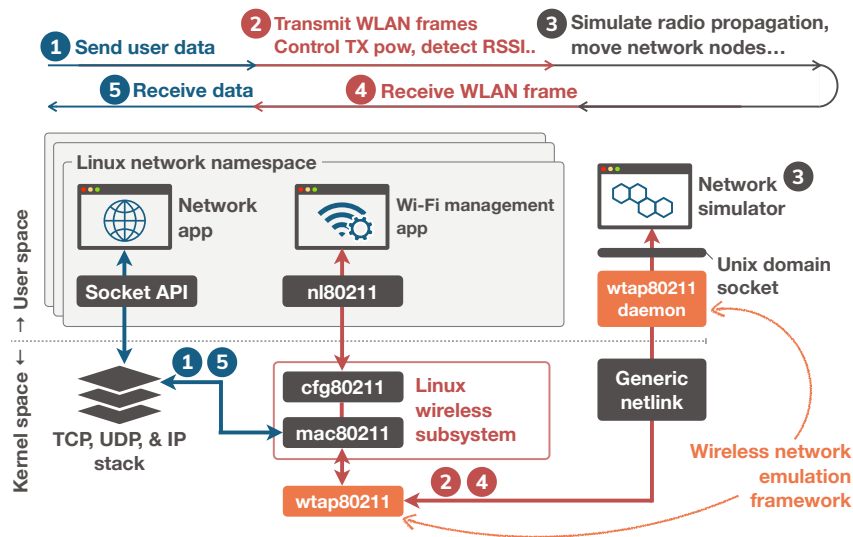 1 Send user data
2 Transmit WLAN frames
Control TX pow, detect RSSI..
3 Simulate radio propagation,
move network nodes...
5 Receive data
4 Receive WLAN frame
Linux network namespace
Network
app
Wi-Fi management
app
Network
simulator
3
Socket API
nl80211
Unix domain
socket
wtap80211
daemon
→ User space
Kernel space ←
1 5
TCP, UDP, & IP
stack
cfg80211
mac80211
Linux
wireless
subsystem
Generic
netlink
wtap80211
2 4
Wireless network
emulation
framework